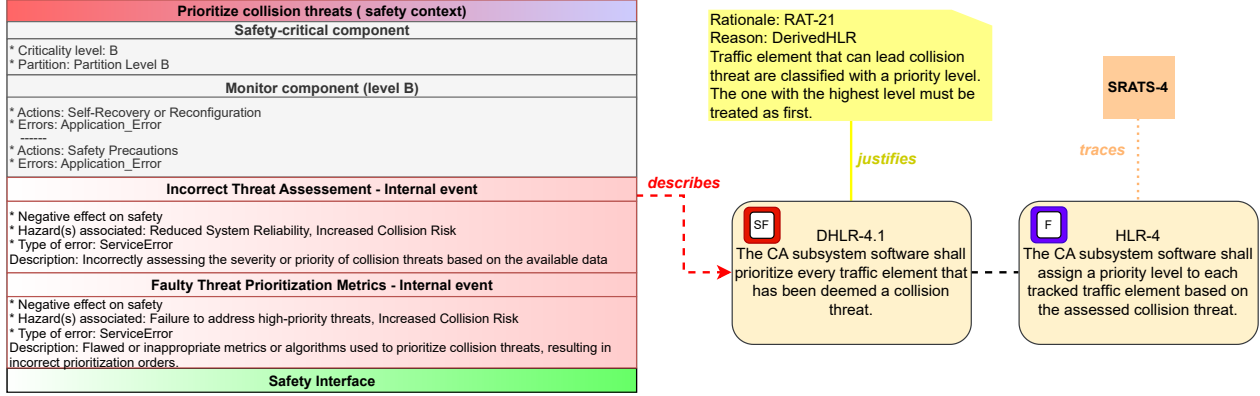 Prioritize collision threats ( safety context)
Safety-critical component
* Criticality level: B
* Partition: Partition Level B
Monitor component (level B)
* Actions: Self-Recovery or Reconfiguration
* Errors: Application_Error
------
* Actions: Safety Precautions
* Errors: Application_Error
Incorrect Threat Assessement - Internal event
* Negative effect on safety
* Hazard(s) associated: Reduced System Reliability, Increased Collision Risk
* Type of error: ServiceError
Description: Incorrectly assessing the severity or priority of collision threats based on the available data
Faulty Threat Prioritization Metrics - Internal event
* Negative effect on safety
* Hazard(s) associated: Failure to address high-priority threats, Increased Collision Risk
* Type of error: ServiceError
Description: Flawed or inappropriate metrics or algorithms used to prioritize collision threats, resulting in
incorrect prioritization orders.
Safety Interface
describes
Rationale: RAT-21
Reason: DerivedHLR
Traffic element that can lead collision
threat are classified with a priority level.
The one with the highest level must be
treated as first.
justifies
SF
DHLR-4.1
The CA subsystem software shall
prioritize every traffic element that
has been deemed a collision
threat.
SRATS-4
traces
F
HLR-4
The CA subsystem software shall
assign a priority level to each
tracked traffic element based on
the assessed collision threat.